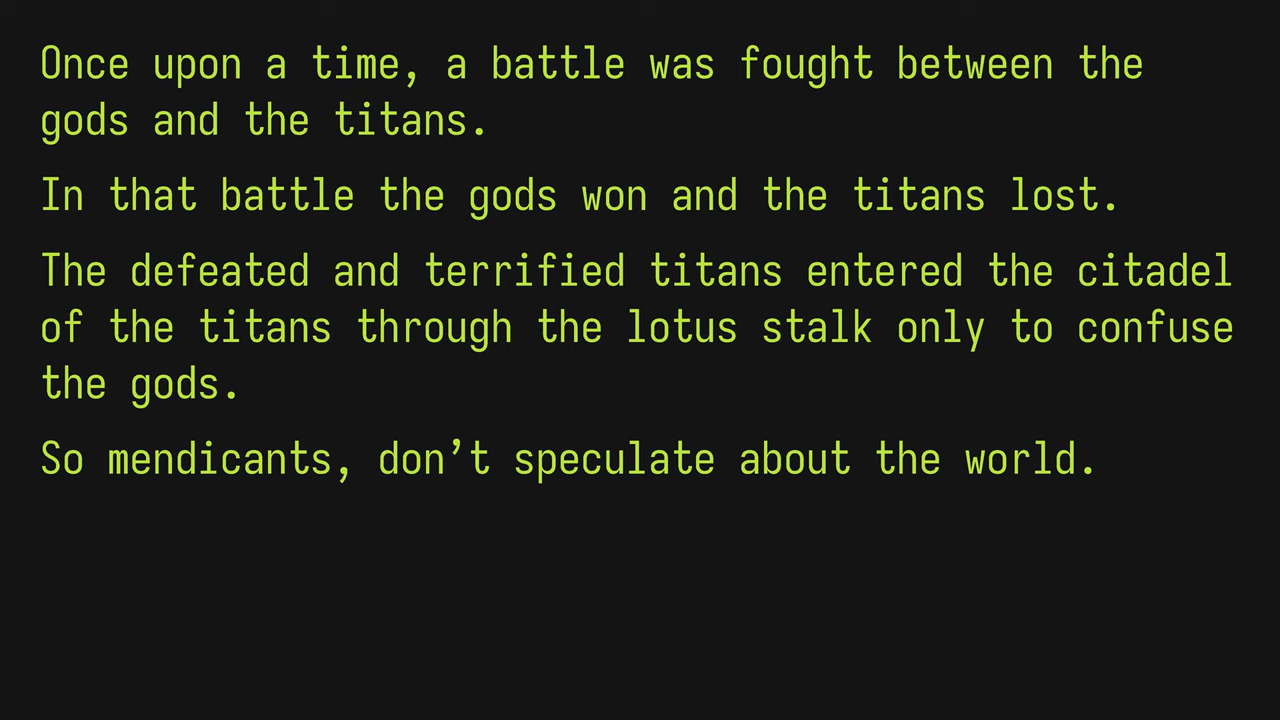 Once upon a time, a battle was fought between the
gods and the titans.
In that battle the gods won and the titans lost.
The defeated and terrified titans entered the citadel
of the titans through the lotus stalk only to confuse
the gods.
So mendicants, don’t speculate about the world.